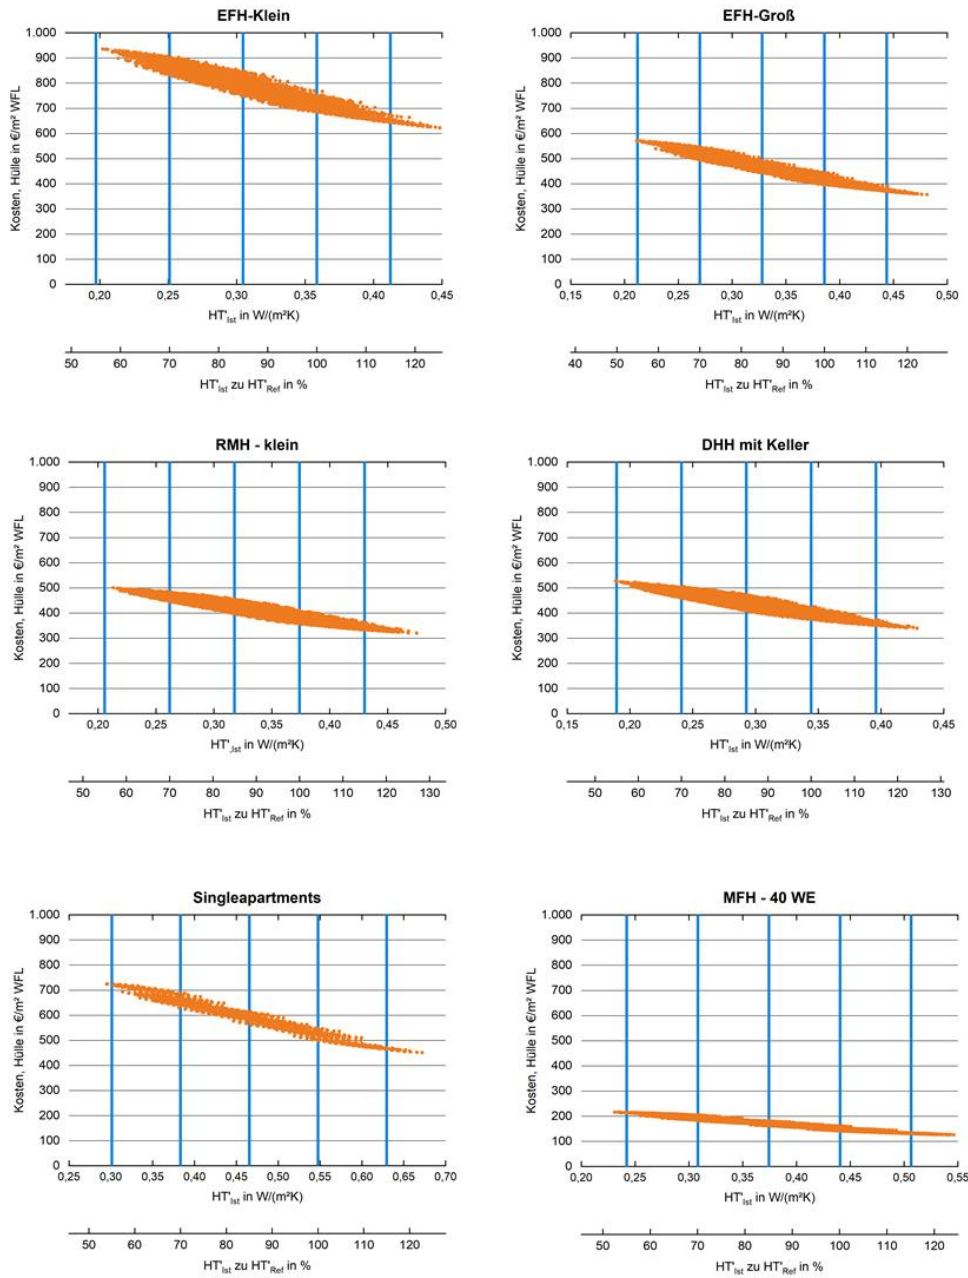 EFH-Klein
1.000
900
800
700
600
500
400
300
200
100
0
Kosten, Hülle in €/m² WFL
0,20 0,25 0,30 0,35 0,40 0,45
HT'Ist in W/(m²K)
50 60 70 80 90 100 110 120
HT'Ist zu HT'Ref in %
EFH-Groß
1.000
900
800
700
600
500
400
300
200
100
0
Kosten, Hülle in €/m² WFL
0,15 0,20 0,25 0,30 0,35 0,40 0,45 0,50
HT'Ist in W/(m²K)
40 50 60 70 80 90 100 110 120
HT'Ist zu HT'Ref in %
RMH - klein
1.000
900
800
700
600
500
400
300
200
100
0
Kosten, Hülle in €/m² WFL
0,20 0,25 0,30 0,35 0,40 0,45 0,50
HT',Ist in W/(m²K)
50 60 70 80 90 100 110 120 130
HT'Ist zu HT'Ref in %
DHH mit Keller
1.000
900
800
700
600
500
400
300
200
100
0
Kosten, Hülle in €/m² WFL
0,15 0,20 0,25 0,30 0,35 0,40 0,45
HT'Ist in W/(m²K)
50 60 70 80 90 100 110 120 130
HT'Ist zu HT'Ref in %
Singleapartments
1.000
900
800
700
600
500
400
300
200
100
0
Kosten, Hülle in €/m² WFL
0,25 0,30 0,35 0,40 0,45 0,50 0,55 0,60 0,65 0,70
HT'Ist in W/(m²K)
50 60 70 80 90 100 110 120
HT'Ist zu HT'Ref in %
MFH - 40 WE
1.000
900
800
700
600
500
400
300
200
100
0
Kosten, Hülle in €/m² WFL
0,20 0,25 0,30 0,35 0,40 0,45 0,50 0,55
HT'Ist in W/(m²K)
50 60 70 80 90 100 110 120
HT'Ist zu HT'Ref in %